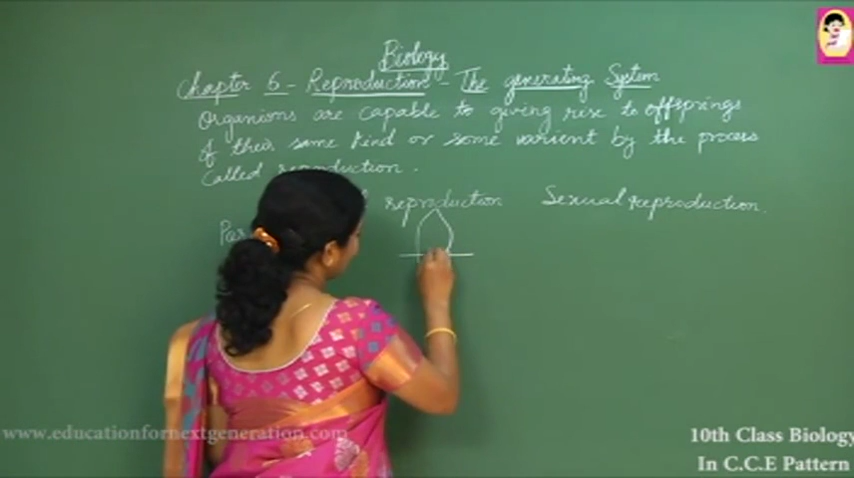 Biology
Chapter 6 - Reproduction - The generating System
Organisms are capable to giving rise to offsprings
of their same kind or some varient by the process
called reproduction.
reproduction Sexual reproduction.
www.educationfornextgeneration.com
10th Class Biology
In C.C.E Pattern